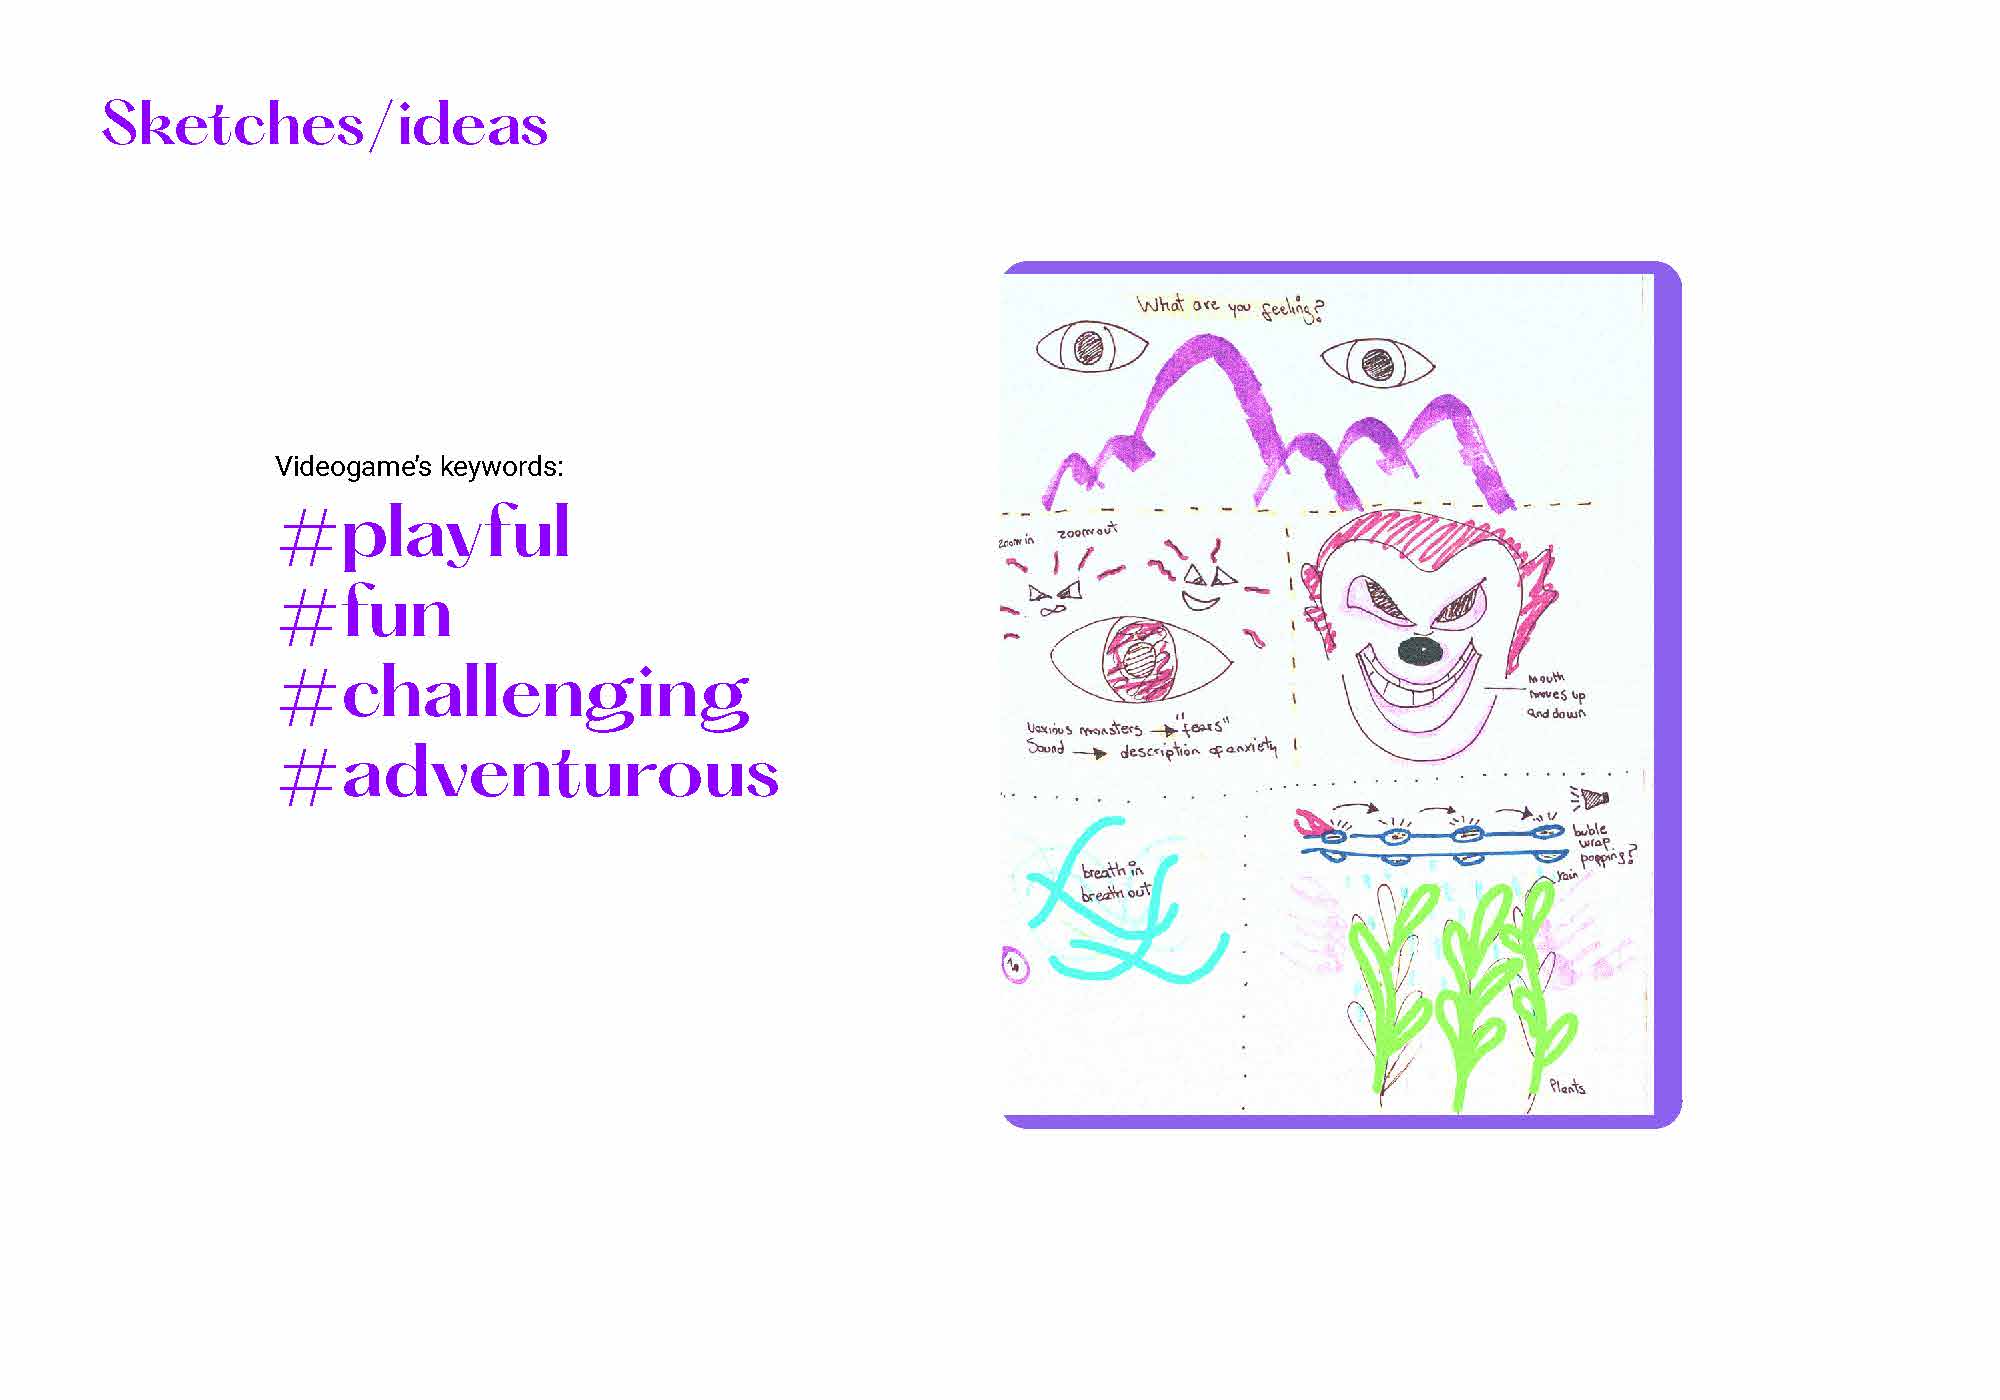 Sketches/ideas
Videogame's keywords:
#playful
#fun
#challenging
#adventurous
What are you feeling?
zoom in zoom out
mouth
moves up
and down
various monsters → "fears"
Sound → description of anxiety
buble
wrap
popping?
rain
breath in
breath out
Plants